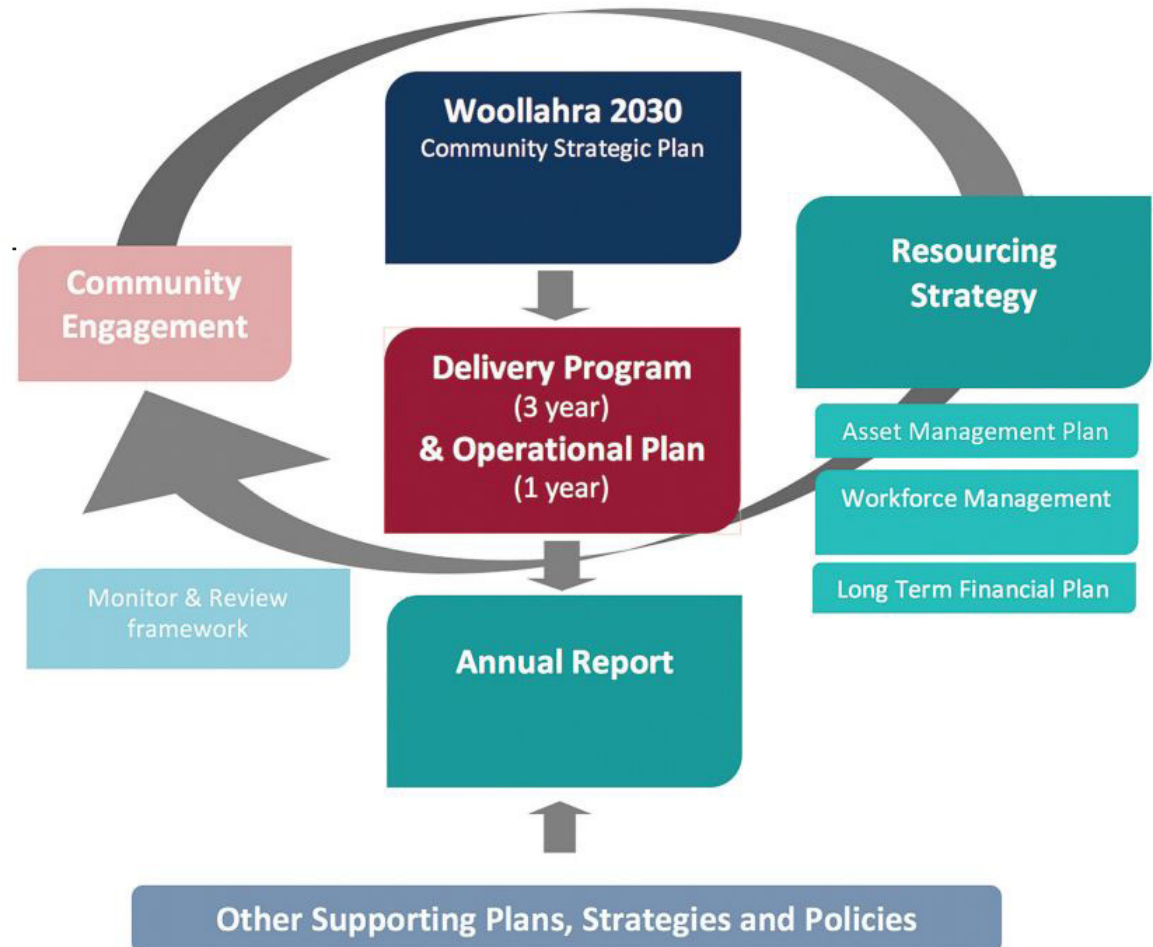 Woollahra 2030
Community Strategic Plan
Community
Engagement
Resourcing
Strategy
Delivery Program
(3 year)
& Operational Plan
(1 year)
Asset Management Plan
Workforce Management
Long Term Financial Plan
Monitor & Review
framework
Annual Report
Other Supporting Plans, Strategies and Policies